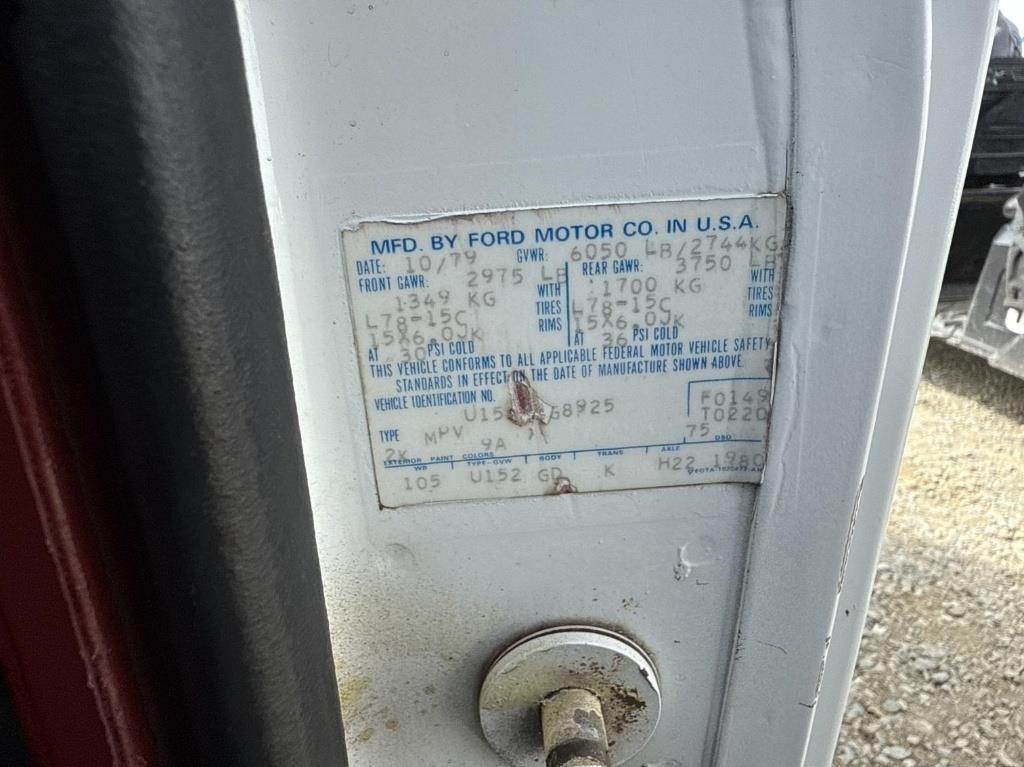 MFD. BY FORD MOTOR CO. IN U.S.A.
DATE: 10/79 GVWR: 6050 LB/2744KG
FRONT GAWR: 2975 LB REAR GAWR: 3750 LB
1349 KG WITH 1700 KG WITH
L78-15C TIRES L78-15C TIRES
15X6.0JK RIMS 15X6.0JK RIMS
AT 30 PSI COLD AT 36 PSI COLD
THIS VEHICLE CONFORMS TO ALL APPLICABLE FEDERAL MOTOR VEHICLE SAFETY
STANDARDS IN EFFECT ON THE DATE OF MANUFACTURE SHOWN ABOVE.
VEHICLE IDENTIFICATION NO. F0149
U15 G8925 T0220
TYPE MPV 75
2K 9A
EXTERIOR PAINT COLORS DSO
WB TYPE-GVW BODY TRANS AXLE
105 U152 GD K H22 1980